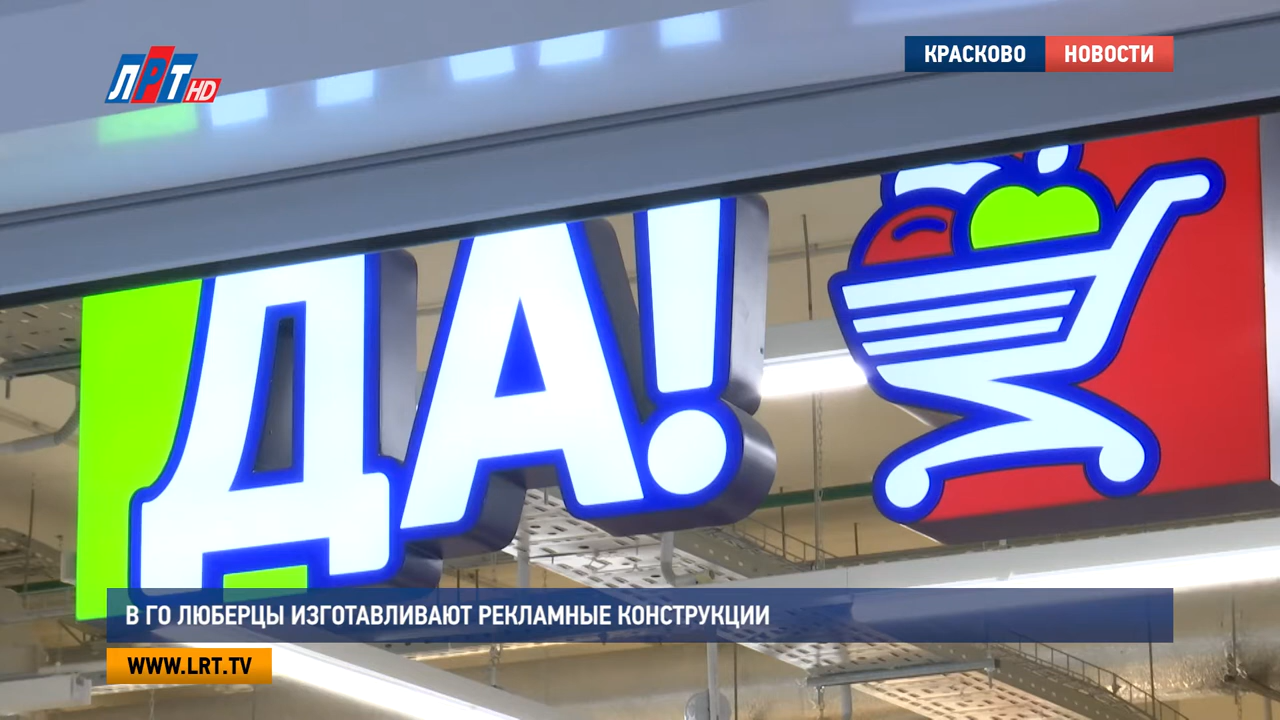 ЛРТ HD
КРАСКОВО НОВОСТИ
ДА!
В ГО ЛЮБЕРЦЫ ИЗГОТАВЛИВАЮТ РЕКЛАМНЫЕ КОНСТРУКЦИИ
WWW.LRT.TV